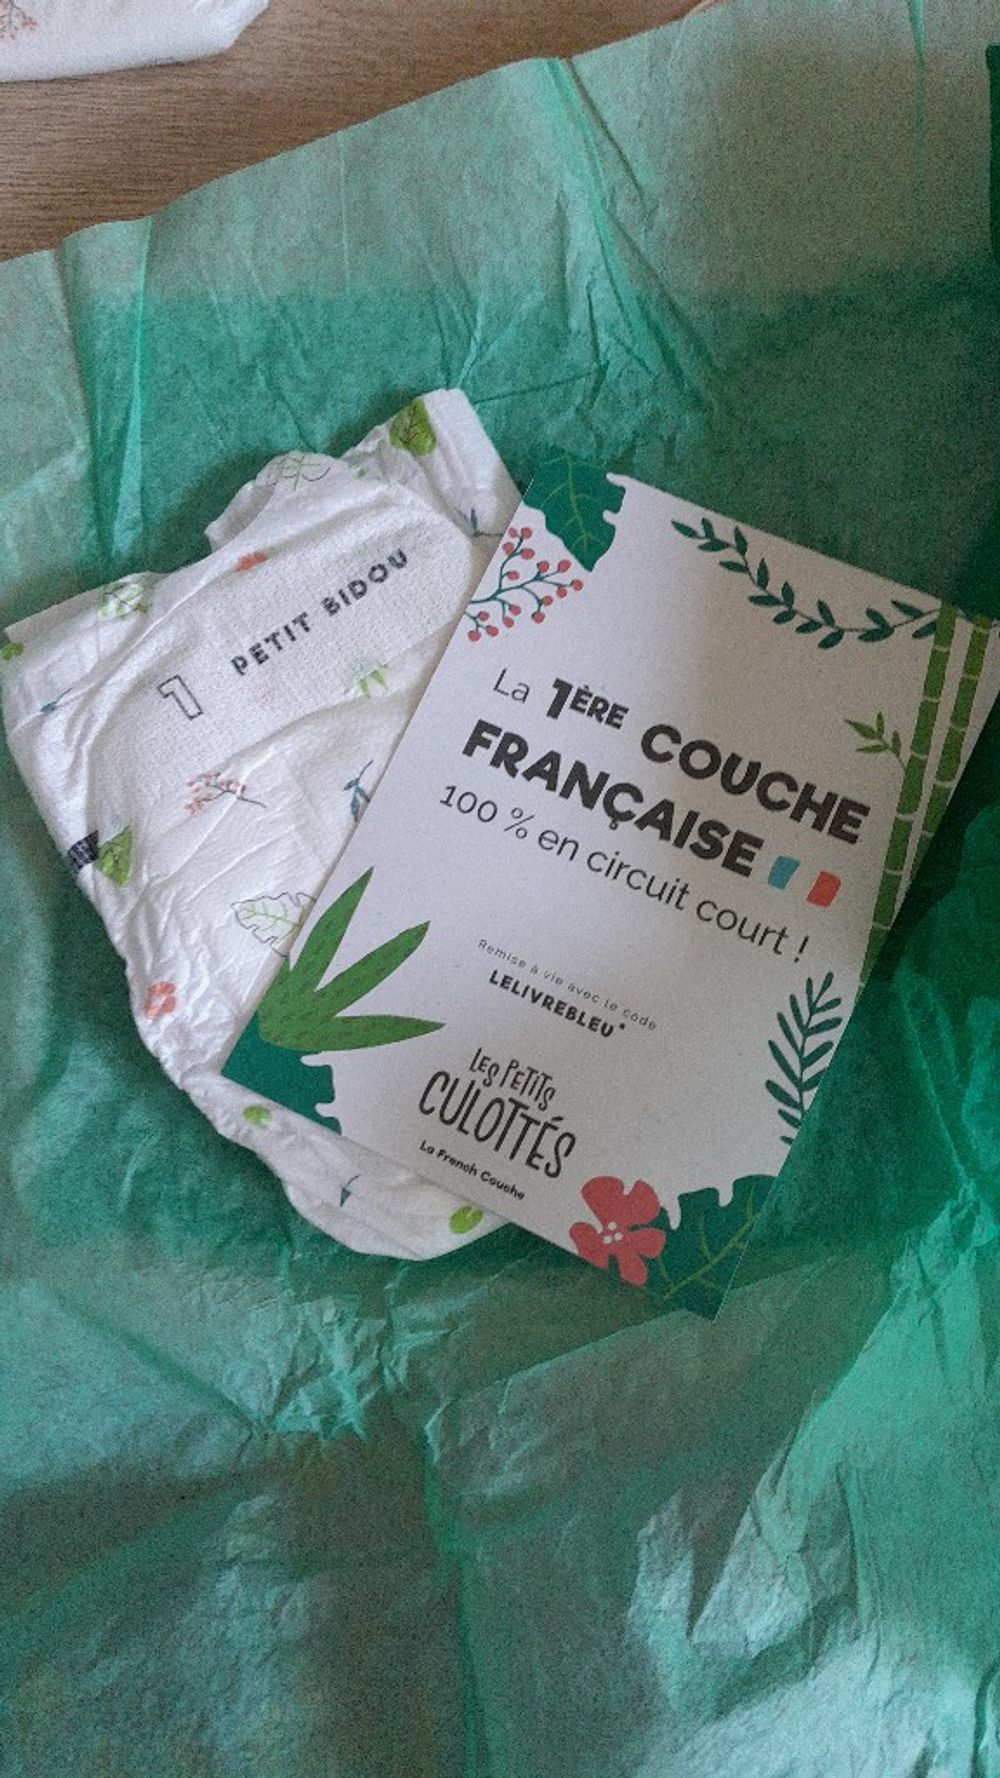 1 PETIT BIDOU
La 1ÈRE COUCHE
FRANÇAISE
100 % en circuit court !
Remise à vie avec le code
LELIVREBLEU*
LES PETITS
CULOTTÉS
La French Couche